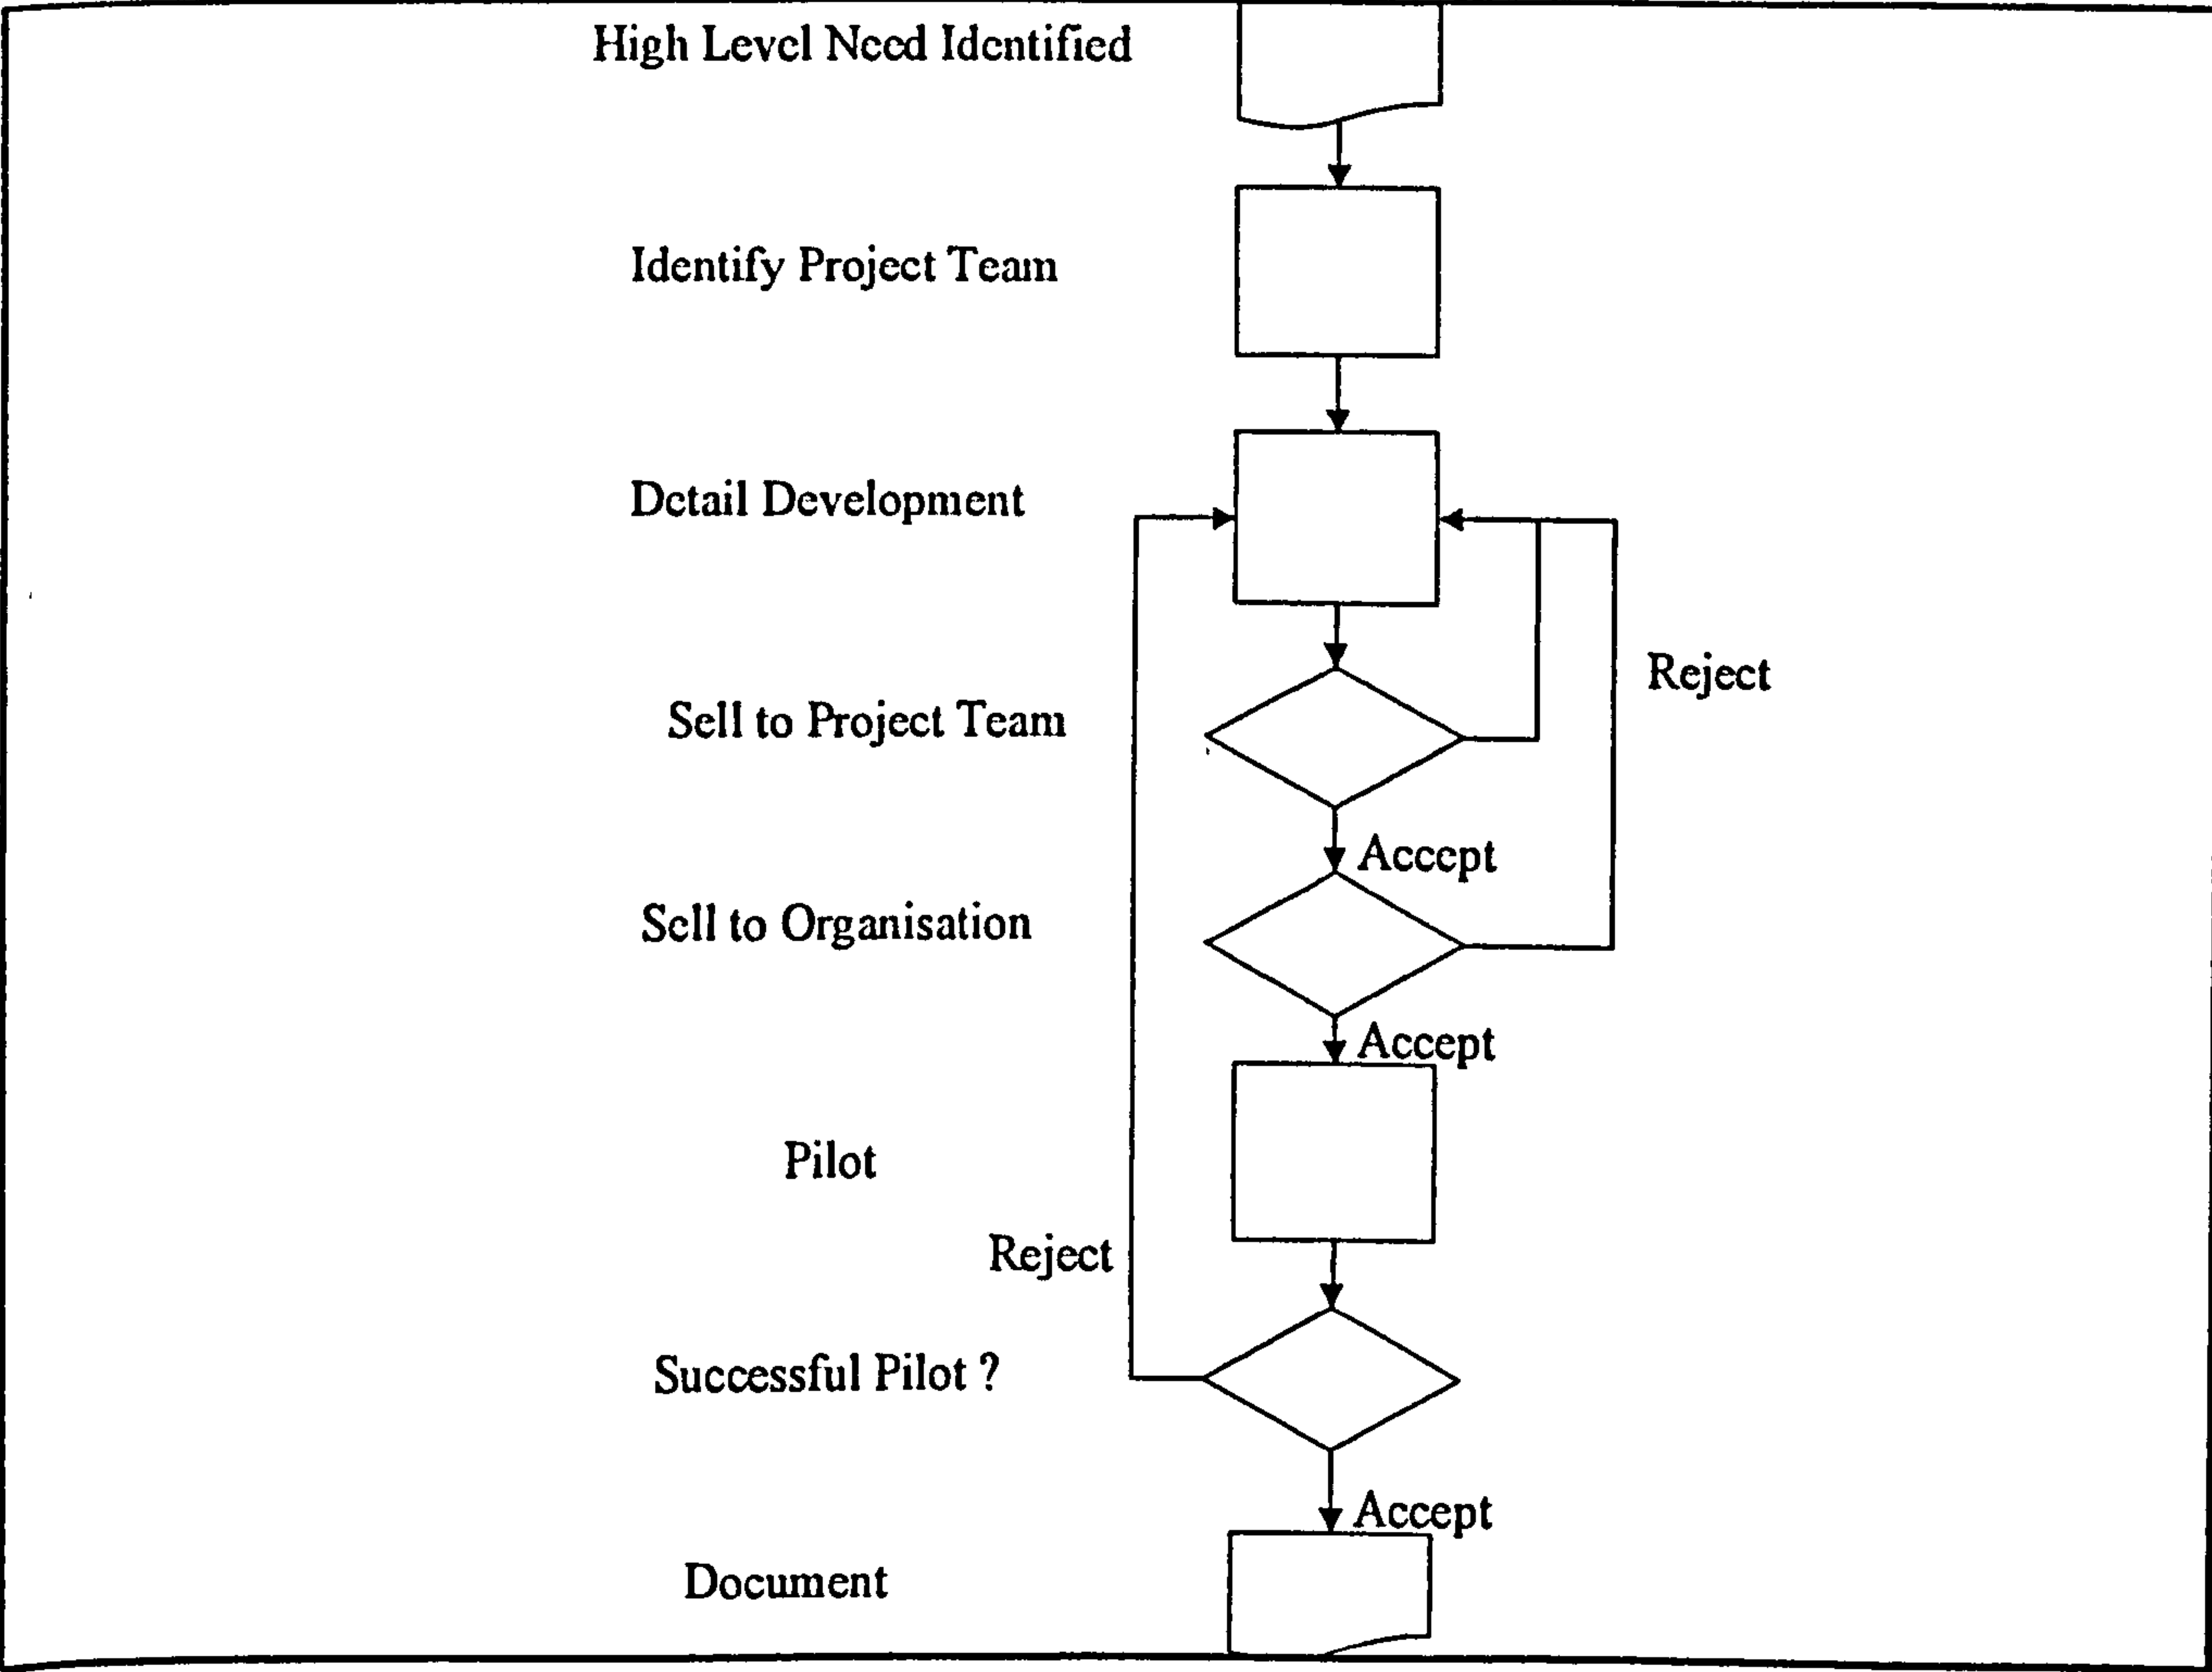 High Level Need Identified
Identify Project Team
Detail Development
Reject
Sell to Project Team
Accept
Sell to Organisation
Accept
Pilot
Reject
Successful Pilot ?
Accept
Document